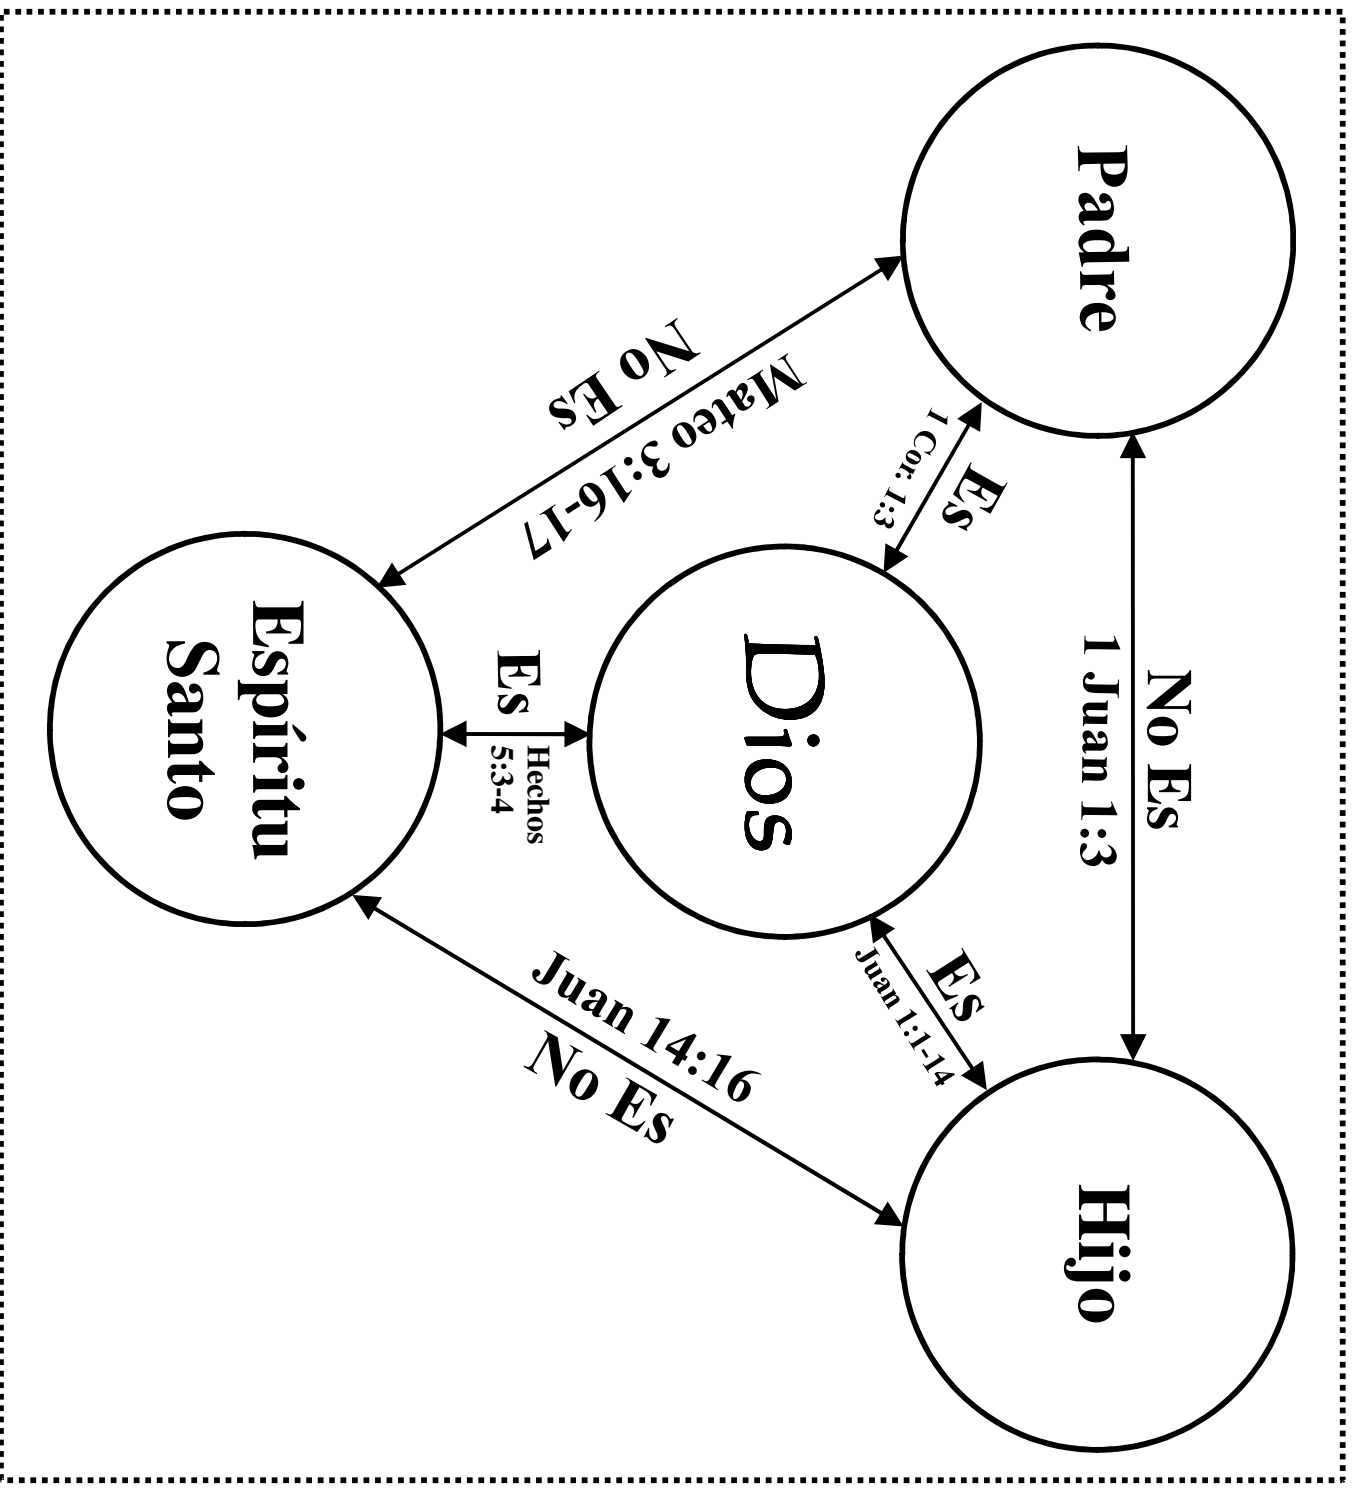 Padre
No Es
1 Juan 1:3
Hijo
Es
1 Cor. 1:3
Es
Juan 1:1-14
Dios
No Es
Mateo 3:16-17
Es
Hechos
5:3-4
Juan 14:16
No Es
Espíritu
Santo